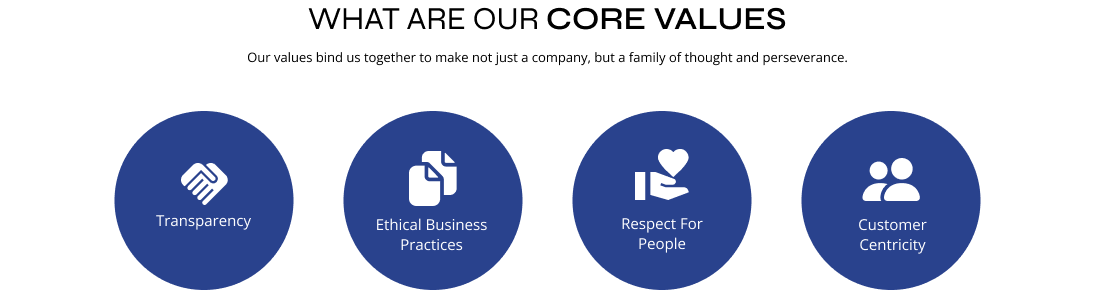 WHAT ARE OUR CORE VALUES
Our values bind us together to make not just a company, but a family of thought and perseverance.
Transparency
Ethical Business
Practices
Respect For
People
Customer
Centricity